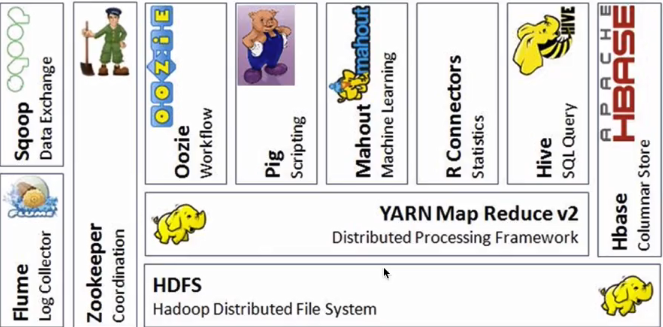 sqoop
Sqoop
Data Exchange
FLUME
Flume
Log Collector
Zookeeper
Coordination
OOZIE
Oozie
Workflow
Pig
Scripting
mahout
Mahout
Machine Learning
R Connectors
Statistics
HIVE
Hive
SQL Query
APACHE
HBASE
Hbase
Columnar Store
YARN Map Reduce v2
Distributed Processing Framework
HDFS
Hadoop Distributed File System